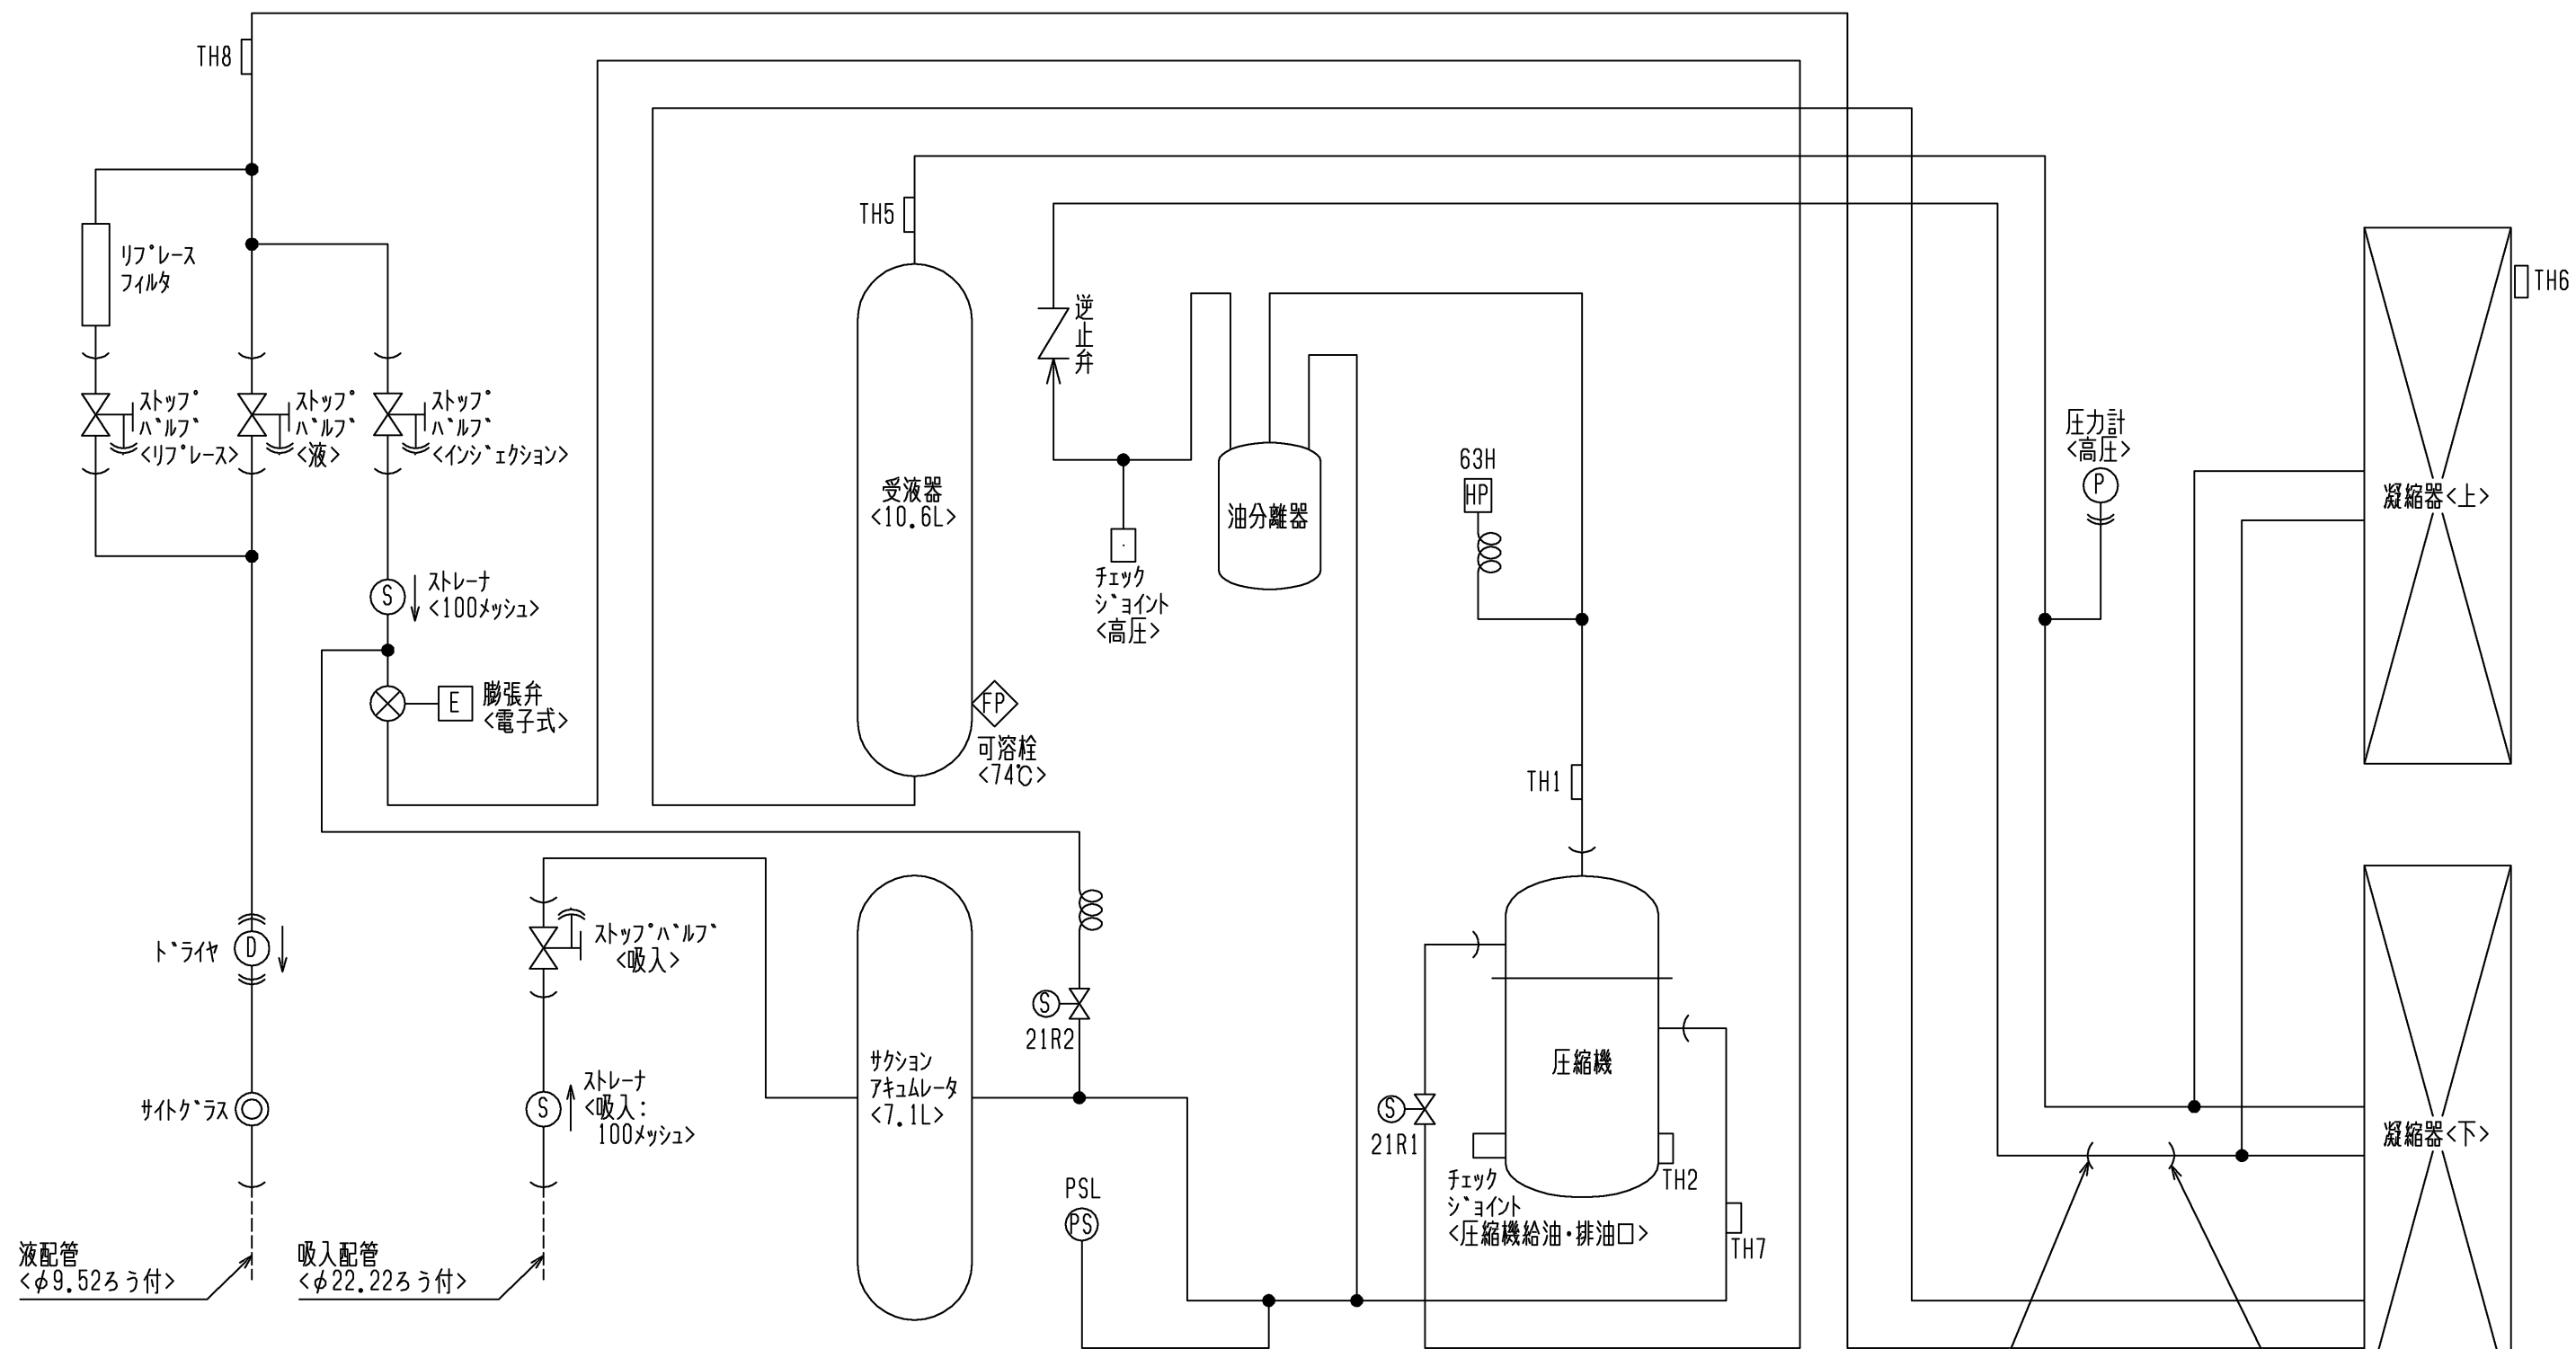 TH8
リプレース
フィルタ
ストップ
バルブ
<リプレース>
ストップ
バルブ
<液>
ストップ
バルブ
<インジェクション>
S
ストレーナ
<100メッシュ>
E
膨張弁
<電子式>
TH5
受液器
<10.6L>
FP
可溶栓
<74℃>
逆
止
弁
チェック
ジョイント
<高圧>
油分離器
63H
HP
TH1
圧力計
<高圧>
P
TH6
凝縮器<上>
ドライヤ
D
サイトグラス
液配管
<φ9.52ろう付>
ストップバルブ
<吸入>
S
ストレーナ
<吸入:
100メッシュ>
吸入配管
<φ22.22ろう付>
サクション
アキュムレータ
<7.1L>
S
21R2
PSL
PS
S
21R1
圧縮機
チェック
ジョイント
<圧縮機給油・排油口>
TH2
TH7
凝縮器<下>